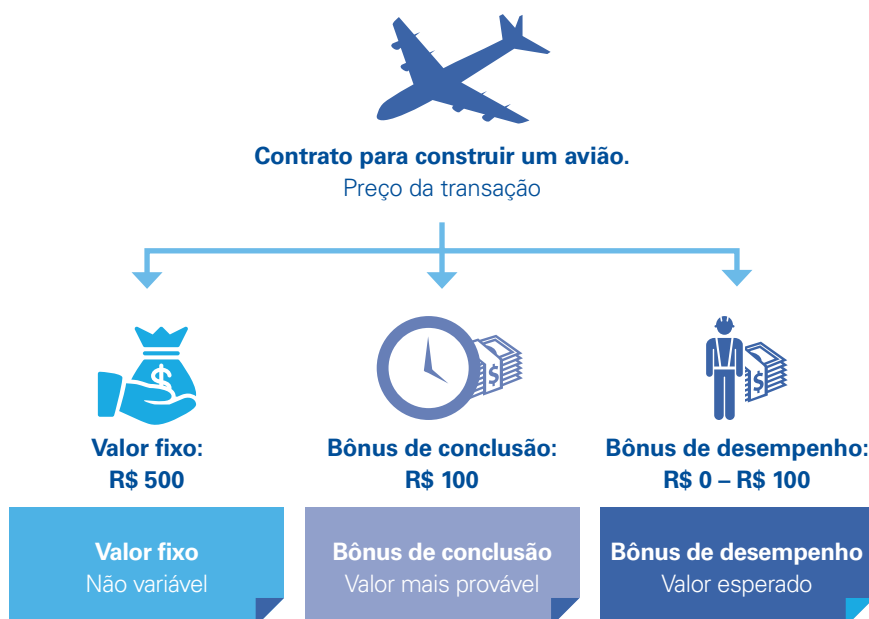 Contrato para construir um avião.
Preço da transação
$
$
$
Valor fixo:
R$ 500
Bônus de conclusão:
R$ 100
Bônus de desempenho:
R$ 0 – R$ 100
Valor fixo
Não variável
Bônus de conclusão
Valor mais provável
Bônus de desempenho
Valor esperado